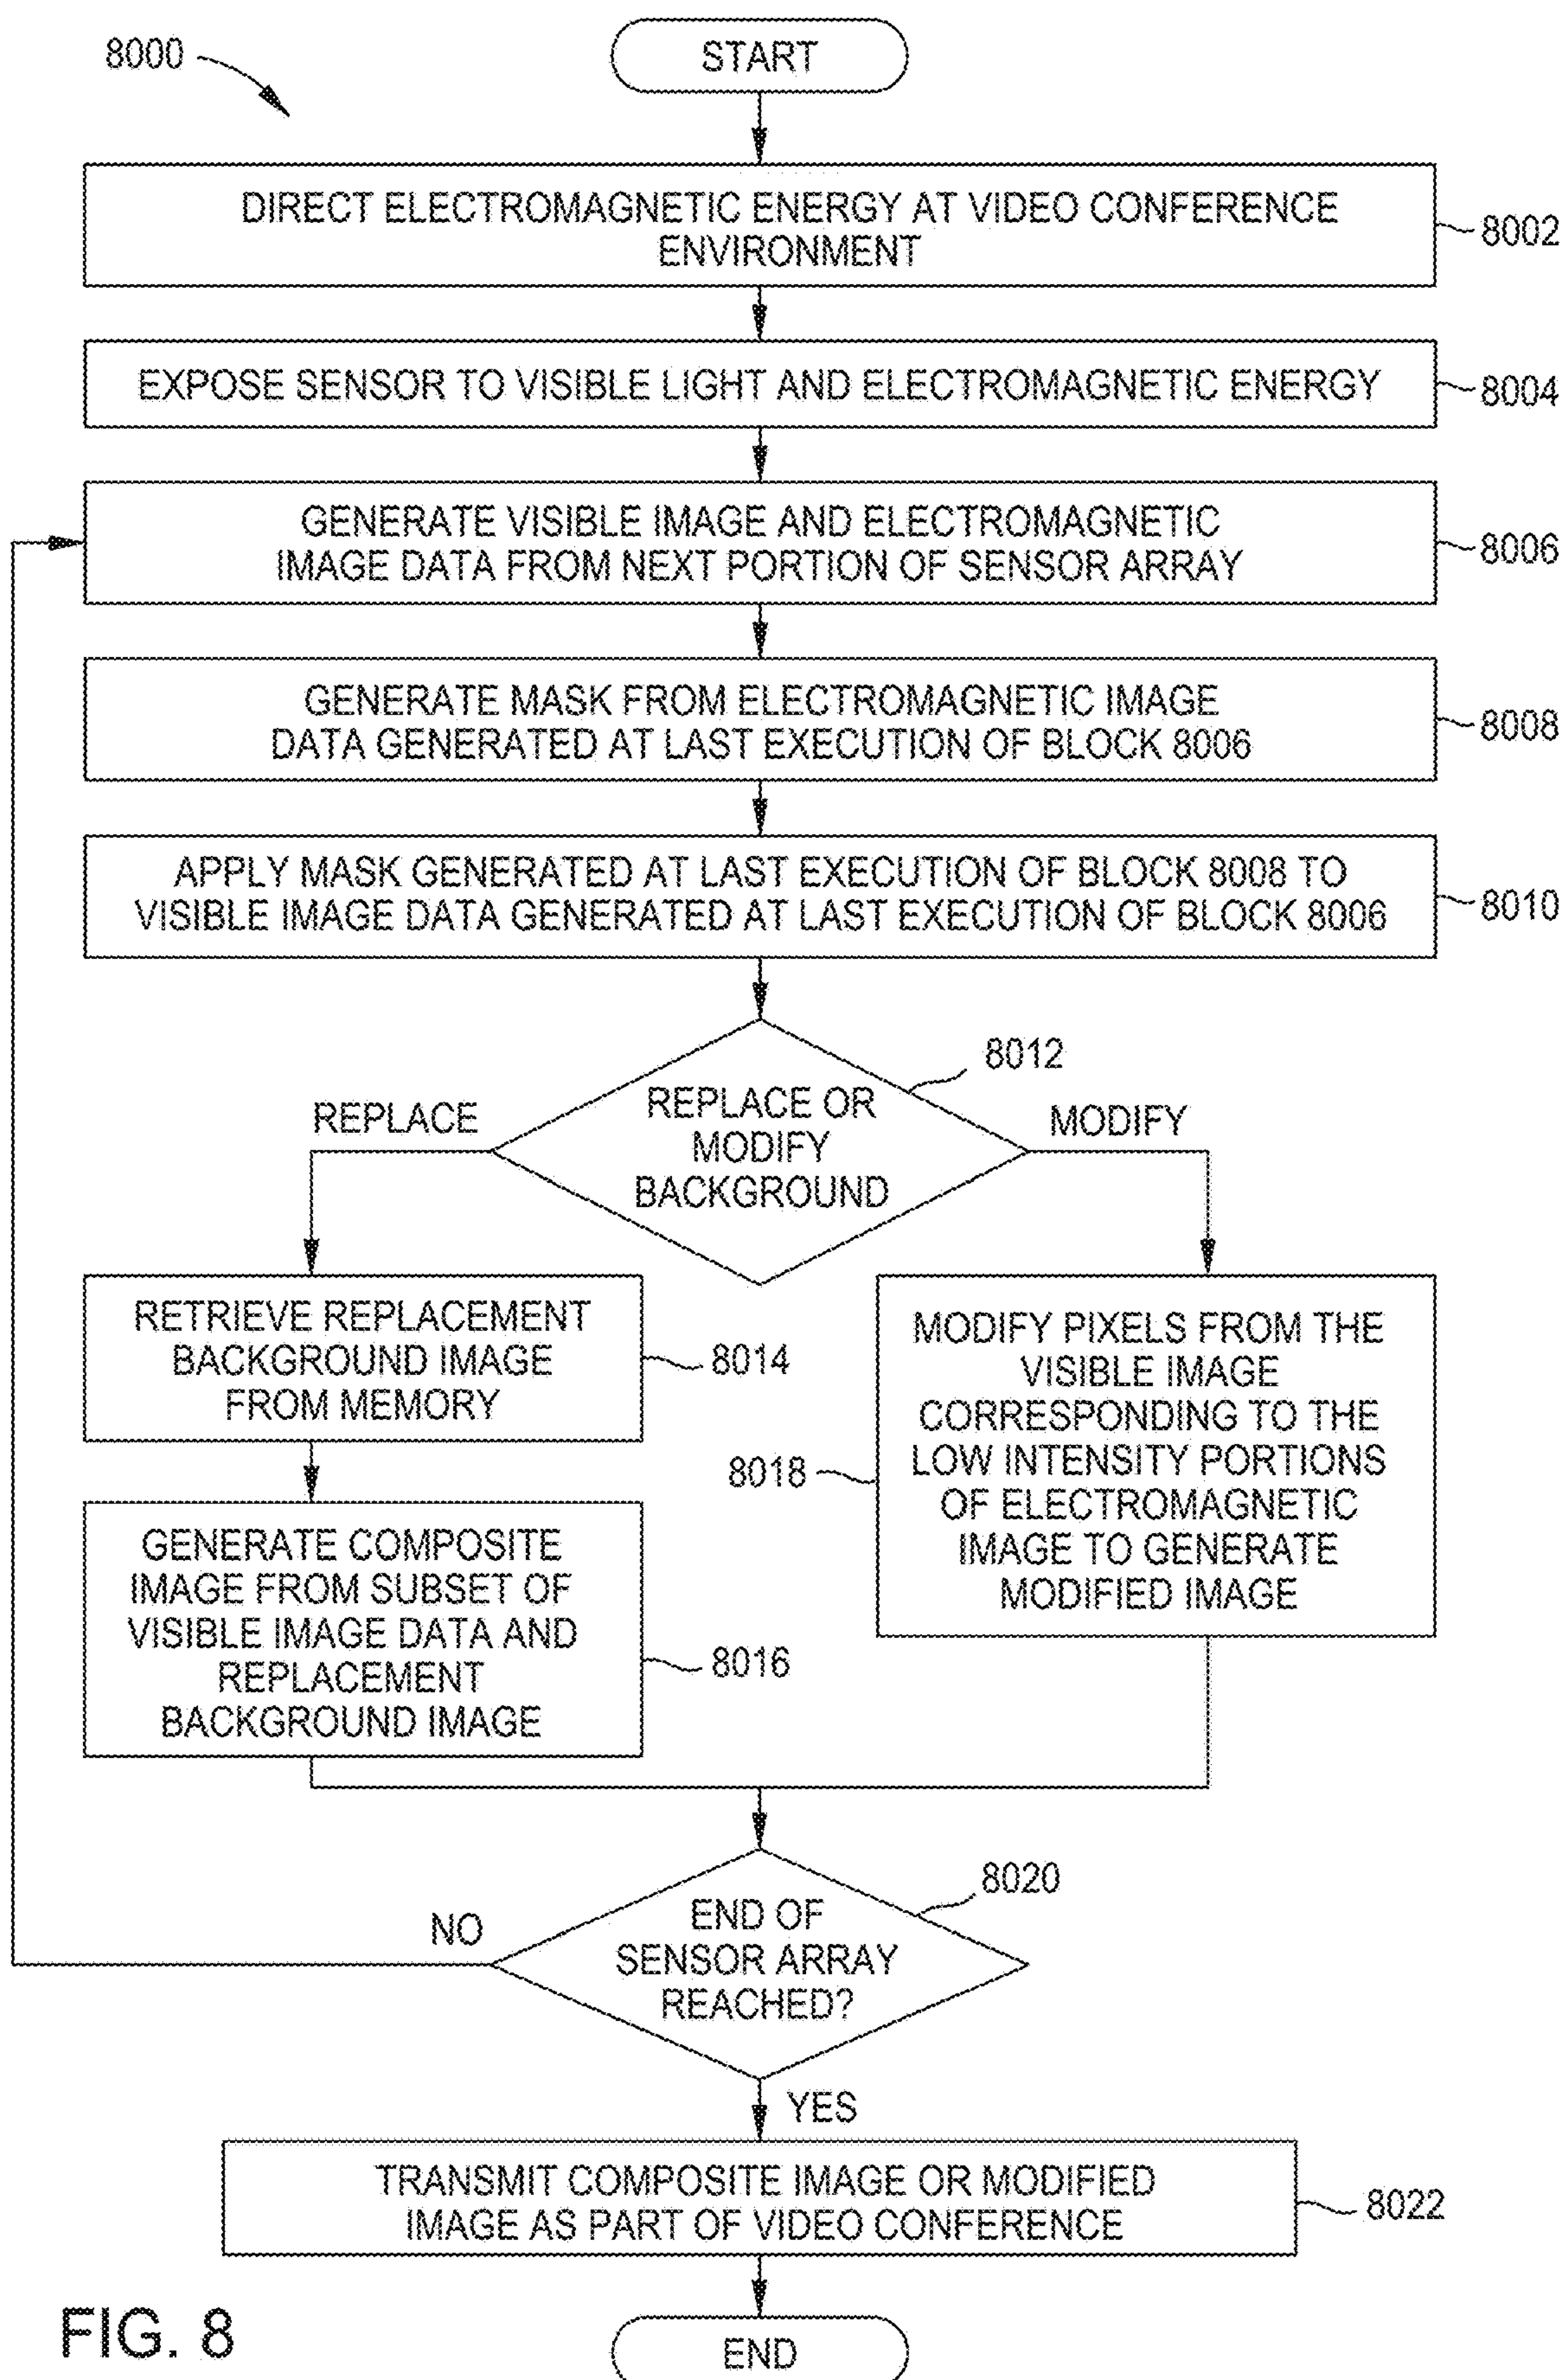 8000
START
DIRECT ELECTROMAGNETIC ENERGY AT VIDEO CONFERENCE
ENVIRONMENT
8002
EXPOSE SENSOR TO VISIBLE LIGHT AND ELECTROMAGNETIC ENERGY
8004
GENERATE VISIBLE IMAGE AND ELECTROMAGNETIC
IMAGE DATA FROM NEXT PORTION OF SENSOR ARRAY
8006
GENERATE MASK FROM ELECTROMAGNETIC IMAGE
DATA GENERATED AT LAST EXECUTION OF BLOCK 8006
8008
APPLY MASK GENERATED AT LAST EXECUTION OF BLOCK 8008 TO
VISIBLE IMAGE DATA GENERATED AT LAST EXECUTION OF BLOCK 8006
8010
8012
REPLACE OR
MODIFY
BACKGROUND
REPLACE
MODIFY
RETRIEVE REPLACEMENT
BACKGROUND IMAGE
FROM MEMORY
8014
GENERATE COMPOSITE
IMAGE FROM SUBSET OF
VISIBLE IMAGE DATA AND
REPLACEMENT
BACKGROUND IMAGE
8016
MODIFY PIXELS FROM THE
VISIBLE IMAGE
CORRESPONDING TO THE
LOW INTENSITY PORTIONS
OF ELECTROMAGNETIC
IMAGE TO GENERATE
MODIFIED IMAGE
8018
8020
END OF
SENSOR ARRAY
REACHED?
NO
YES
TRANSMIT COMPOSITE IMAGE OR MODIFIED
IMAGE AS PART OF VIDEO CONFERENCE
8022
END
FIG. 8